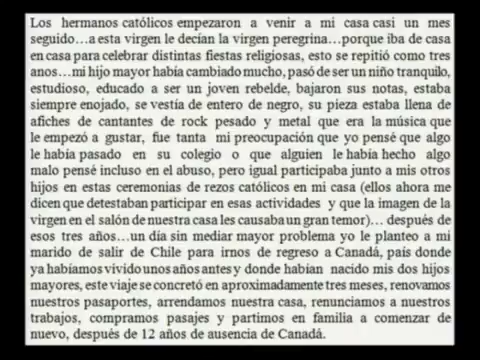 Los hermanos católicos empezaron a venir a mi casa casi un mes
seguido…a esta virgen le decían la virgen peregrina…porque iba de casa
en casa para celebrar distintas fiestas religiosas, esto se repitió como tres
anos…mi hijo mayor había cambiado mucho, pasó de ser un niño tranquilo,
estudioso, educado a ser un joven rebelde, bajaron sus notas, estaba
siempre enojado, se vestía de entero de negro, su pieza estaba llena de
afiches de cantantes de rock pesado y metal que era la música que
le empezó a gustar, fue tanta mi preocupación que yo pensé que algo
le había pasado en su colegio o que alguien le había hecho algo
malo pensé incluso en el abuso, pero igual participaba junto a mis otros
hijos en estas ceremonias de rezos católicos en mi casa (ellos ahora me
dicen que detestaban participar en esas actividades y que la imagen de la
virgen en el salón de nuestra casa les causaba un gran temor)… después de
esos tres años…un día sin mediar mayor problema yo le planteo a mi
marido de salir de Chile para irnos de regreso a Canadá, país donde
ya habíamos vivido unos años antes y donde habían nacido mis dos hijos
mayores, este viaje se concretó en aproximadamente tres meses, renovamos
nuestros pasaportes, arrendamos nuestra casa, renunciamos a nuestros
trabajos, compramos pasajes y partimos en familia a comenzar de
nuevo, después de 12 años de ausencia de Canadá.